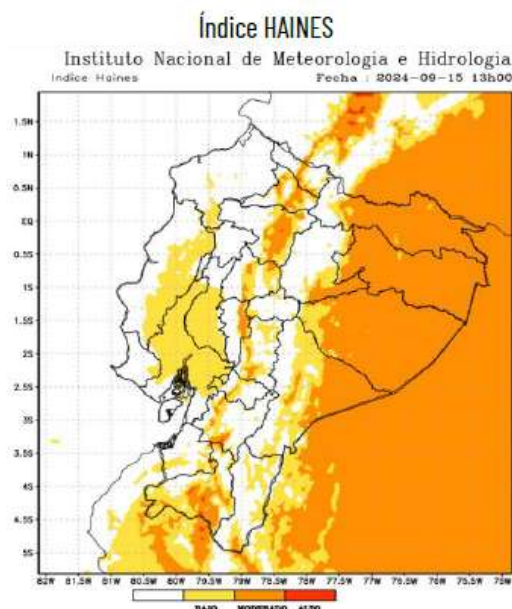 Índice HAINES
Instituto Nacional de Meteorologia e Hidrologia
Indice Haines
Fecha : 2024-09-15 13h00
1.5N
1N
0.5N
EQ
0.5S
1S
1.5S
2S
2.5S
3S
3.5S
4S
4.5S
5S
82W 81.5W 81W 80.5W 80W 79.5W 79W 78.5W 78W 77.5W 77W 76.5W 76W 75.5W 75W
BAJO MODERADO ALTO